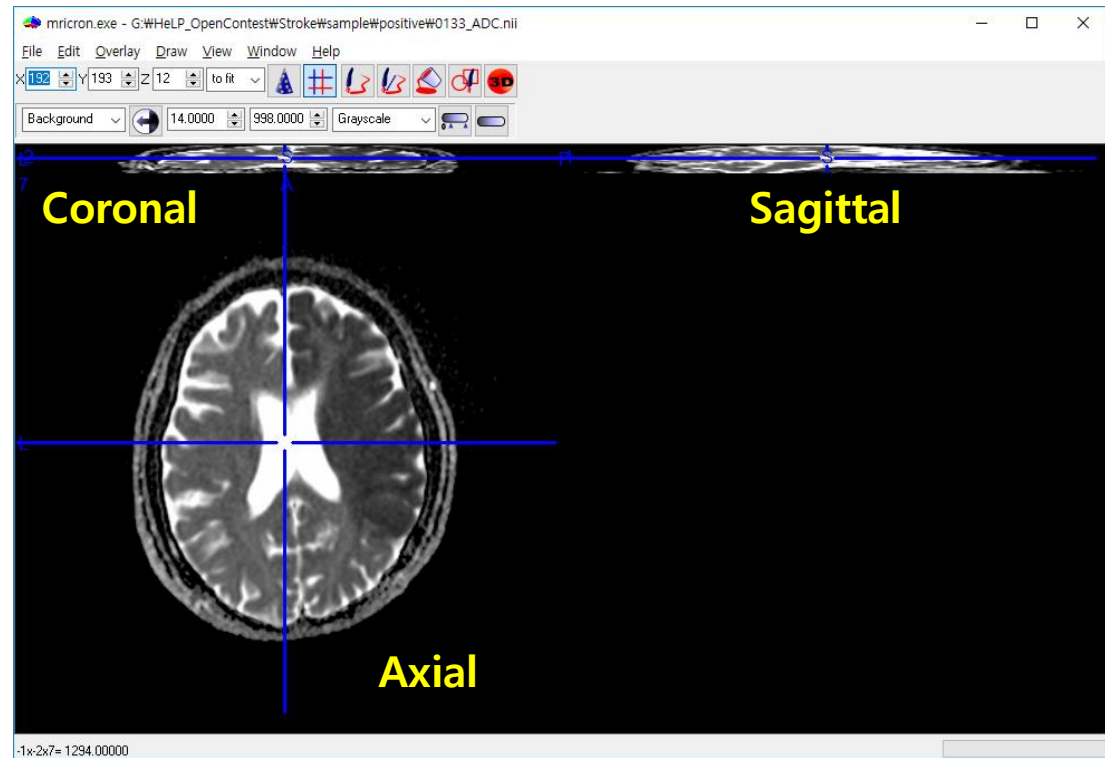 mricron.exe - G:₩HeLP_OpenContest₩Stroke₩sample₩positive₩0133_ADC.nii
File Edit Overlay Draw View Window Help
X 192 Y 193 Z 12 to fit 3D
Background 14.0000 998.0000 Grayscale
S S
A
Coronal Sagittal
L
Axial
-1x-2x7= 1294.00000